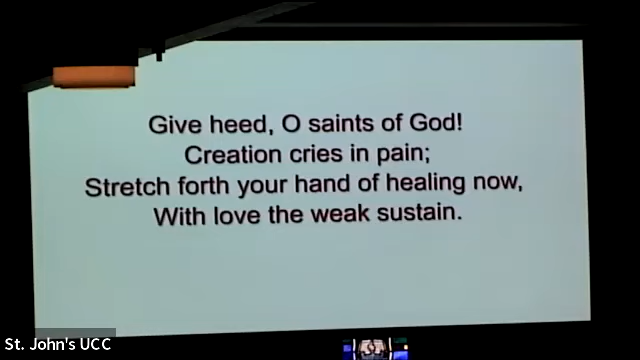 Give heed, O saints of God!
Creation cries in pain;
Stretch forth your hand of healing now,
With love the weak sustain.
St. John's UCC